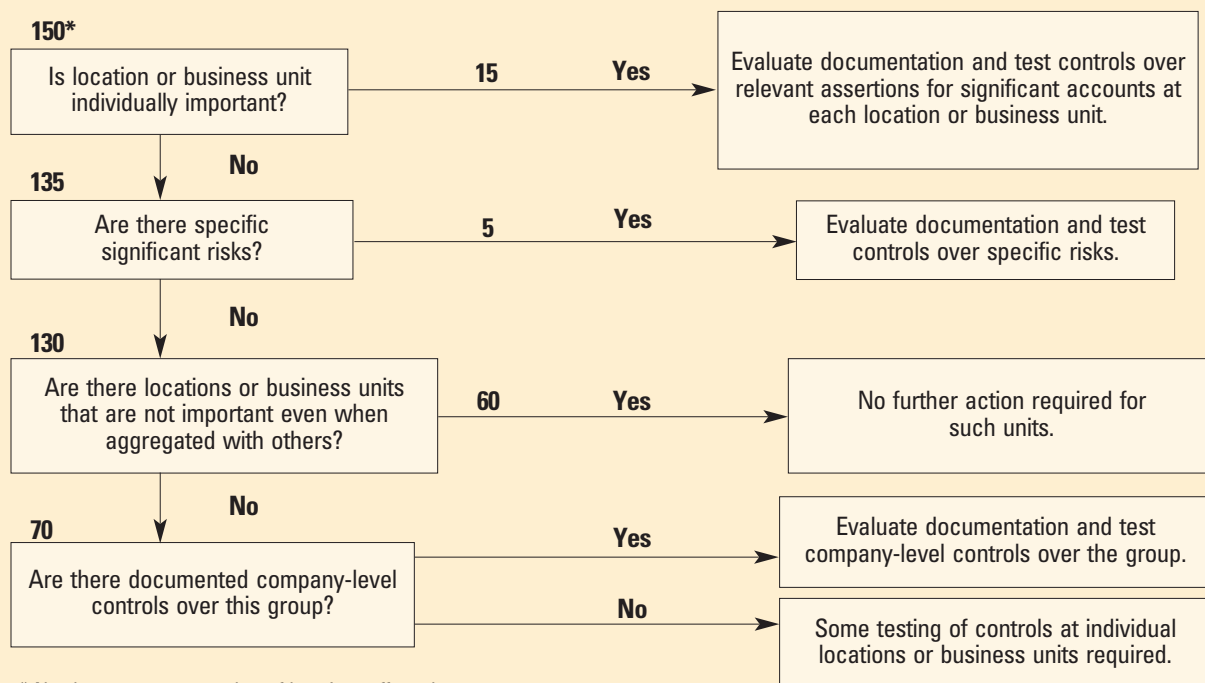 150*
Is location or business unit
individually important?
15 Yes
Evaluate documentation and test controls over
relevant assertions for significant accounts at
each location or business unit.
No
135
Are there specific
significant risks?
5 Yes
Evaluate documentation and test
controls over specific risks.
No
130
Are there locations or business units
that are not important even when
aggregated with others?
60 Yes
No further action required for
such units.
No
70
Are there documented company-level
controls over this group?
Yes
Evaluate documentation and test
company-level controls over the group.
No
Some testing of controls at individual
locations or business units required.